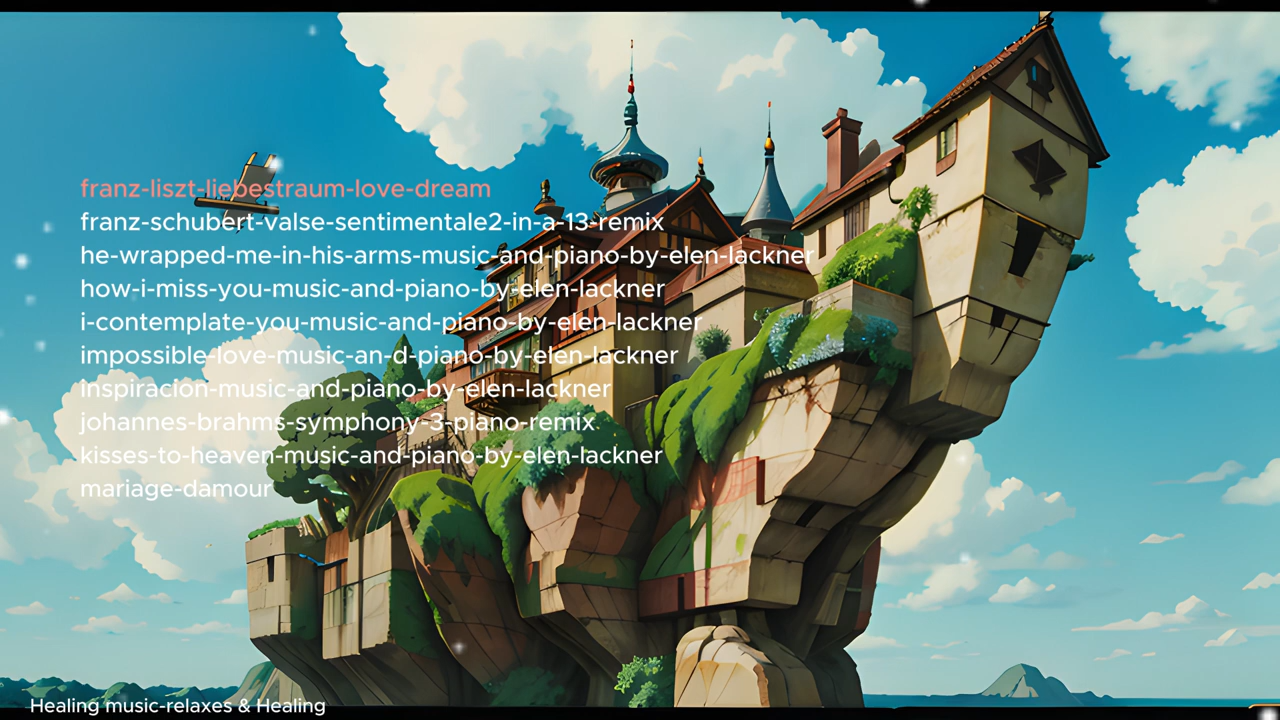 franz-liszt-liebestraum-love-dream
franz-schubert-valse-sentimentale2-in-a-13-remix
he-wrapped-me-in-his-arms-music-and-piano-by-elen-lackner
how-i-miss-you-music-and-piano-by-elen-lackner
i-contemplate-you-music-and-piano-by-elen-lackner
impossible-love-music-an-d-piano-by-elen-lackner
inspiracion-music-and-piano-by-elen-lackner
johannes-brahms-symphony-3-piano-remix
kisses-to-heaven-music-and-piano-by-elen-lackner
mariage-damour
Healing music-relaxes & Healing